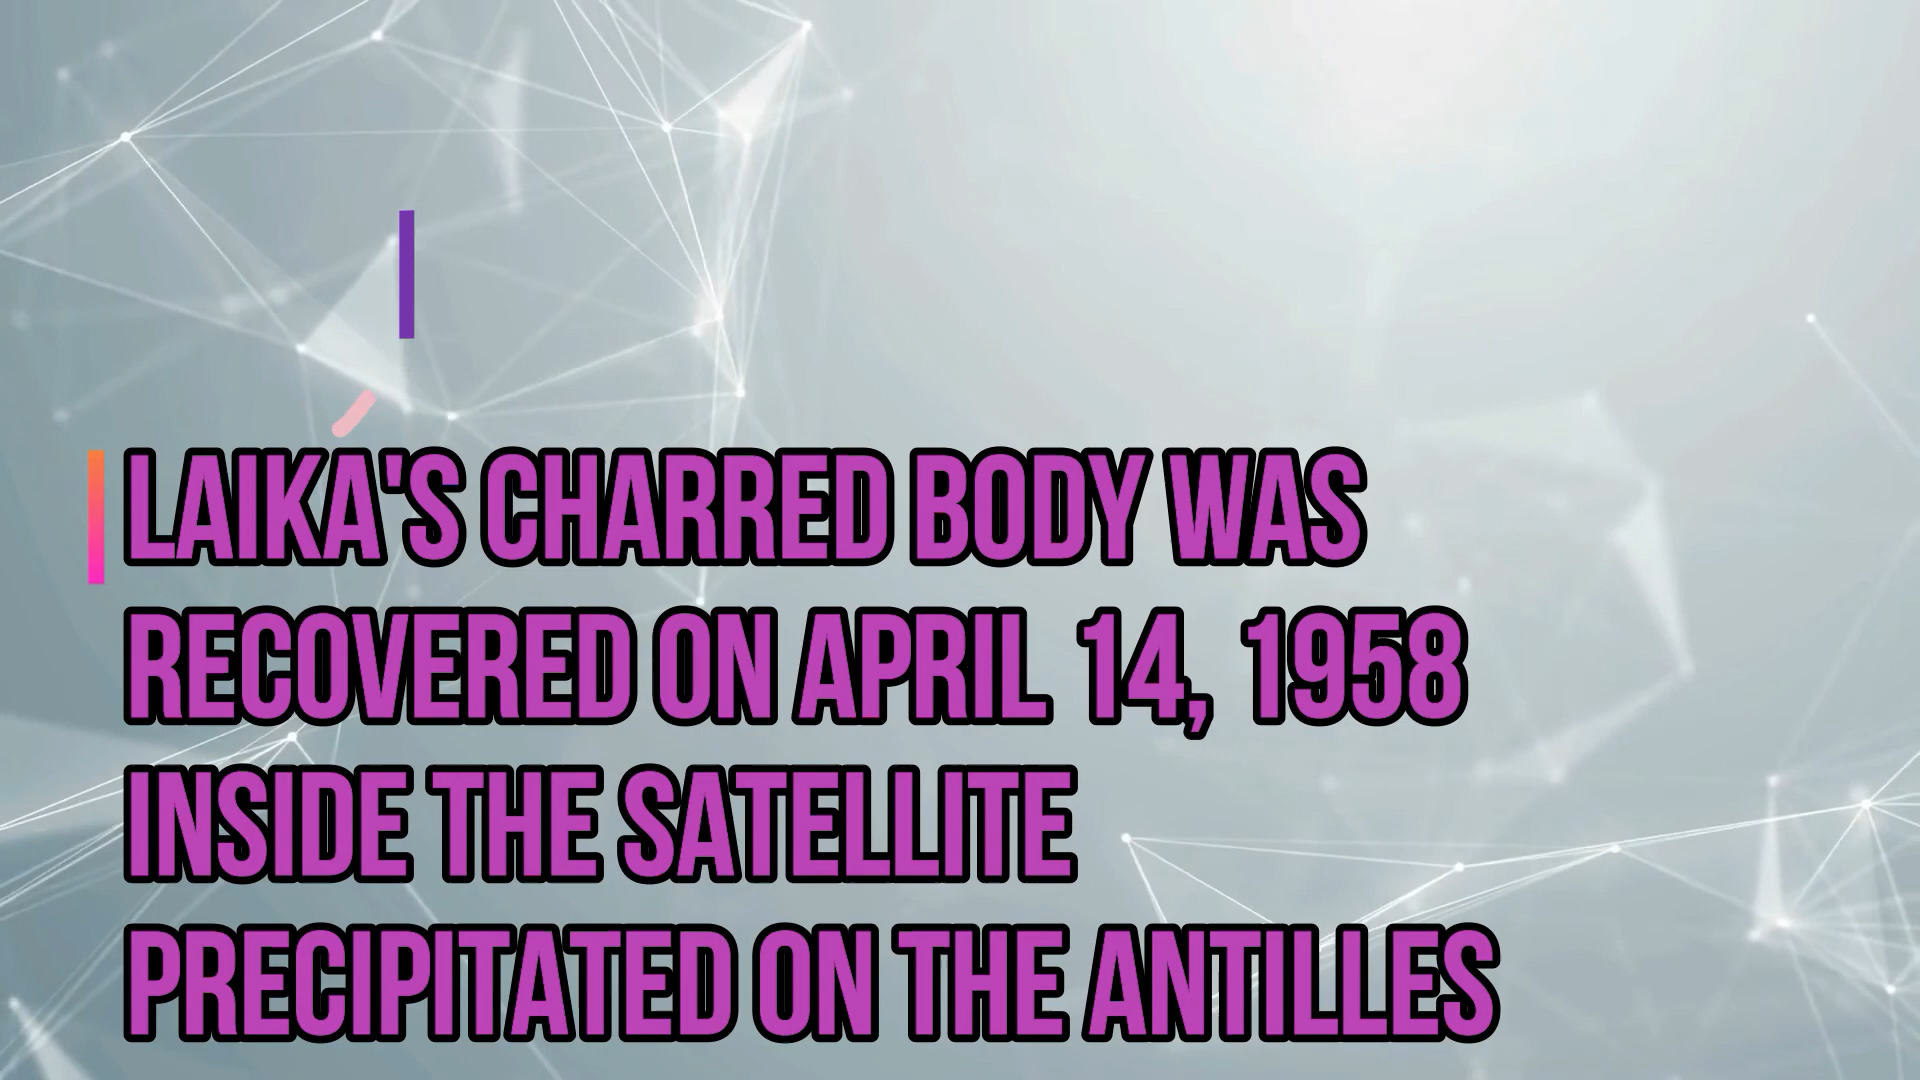 LAIKA'S CHARRED BODY WAS
RECOVERED ON APRIL 14, 1958
INSIDE THE SATELLITE
PRECIPITATED ON THE ANTILLES